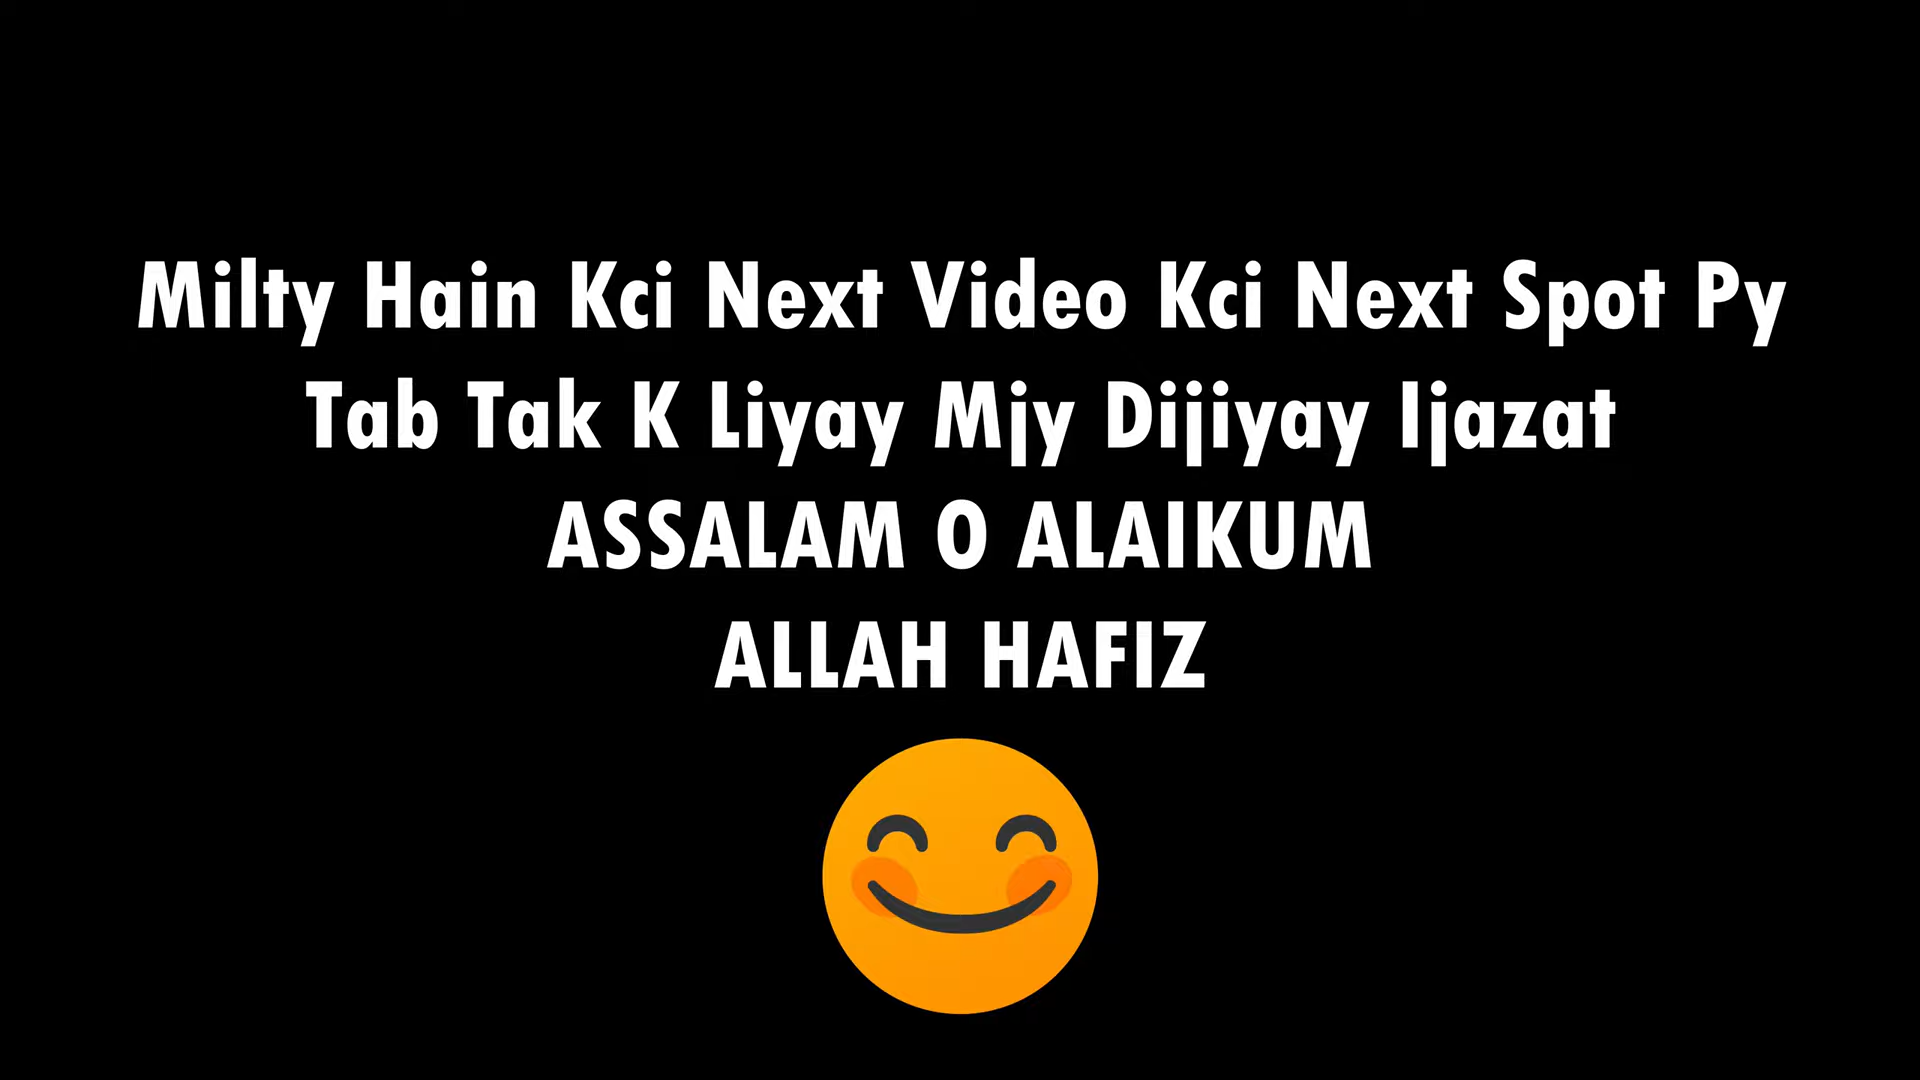 Milty Hain Kci Next Video Kci Next Spot Py
Tab Tak K Liyay Mjy Dijiyay Ijazat
ASSALAM O ALAIKUM
ALLAH HAFIZ